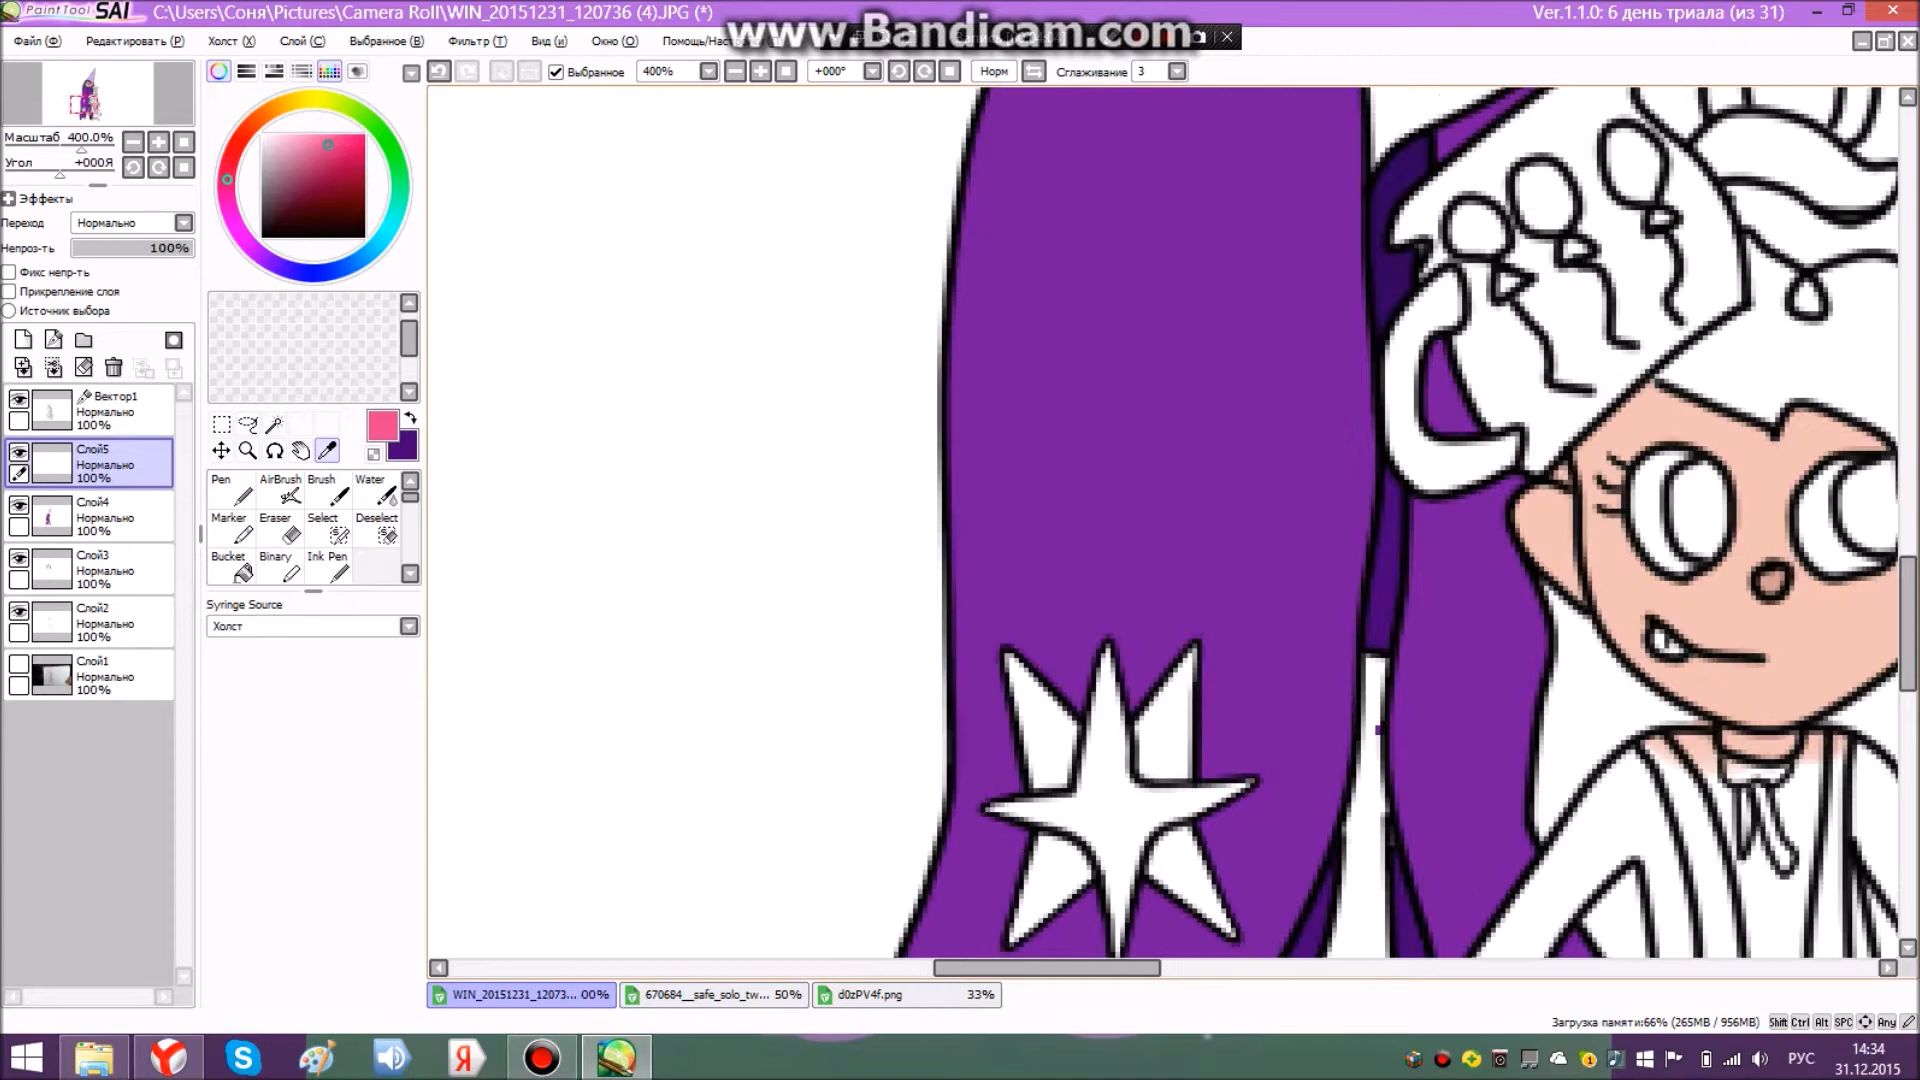 PaintTool SAI C:\Users\Соня\Pictures\Camera Roll\WIN_20151231_120736 (4).JPG (*)
www.Bandicam.com
Ver.1.1.0: 6 день триала (из 31)
Файл (Ф) Редактировать (P) Холст (X) Слой (C) Выбранное (B) Фильтр (T) Вид (и) Окно (O)
Выбранное 400% +000° Норм Сглаживание 3
Масштаб 400.0%
Угол +000Я
Эффекты
Переход Нормально
Непроз-ть 100%
Фикс непр-ть
Прикрепление слоя
Источник выбора
Вектор1
Нормально
100%
Слой5
Нормально
100%
Слой4
Нормально
100%
Слой3
Нормально
100%
Слой2
Нормально
100%
Слой1
Нормально
100%
Pen AirBrush Brush Water
Marker Eraser Select Deselect
Bucket Binary Ink Pen
Syringe Source
Холст
WIN_20151231_12073... 00% 670684__safe_solo_tw... 50% d0zPV4f.png 33%
Загрузка памяти:66% (265MB / 956MB) Shift Ctrl Alt SPC Any
РУС
14:34
31.12.2015